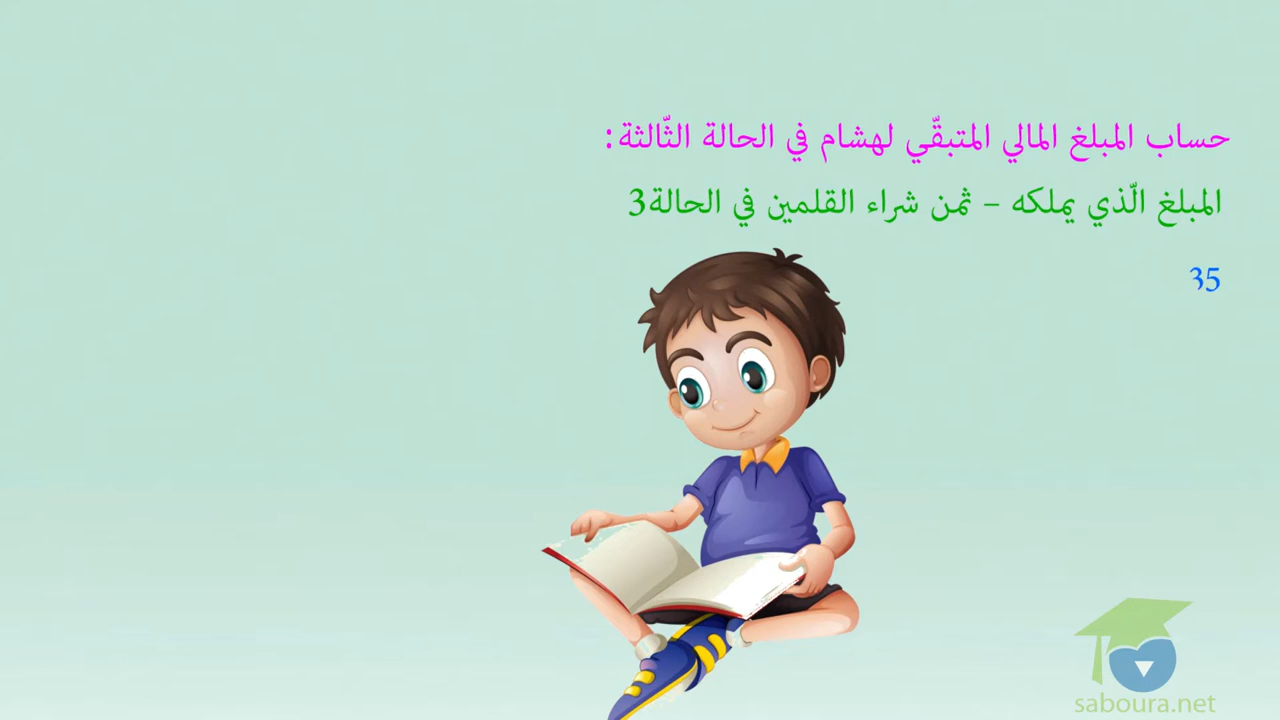 حساب المبلغ المالي المتبقّي لهشام في الحالة الثّالثة:
المبلغ الّذي يملكه – ثمن شراء القلمين في الحالة3
35
saboura.net